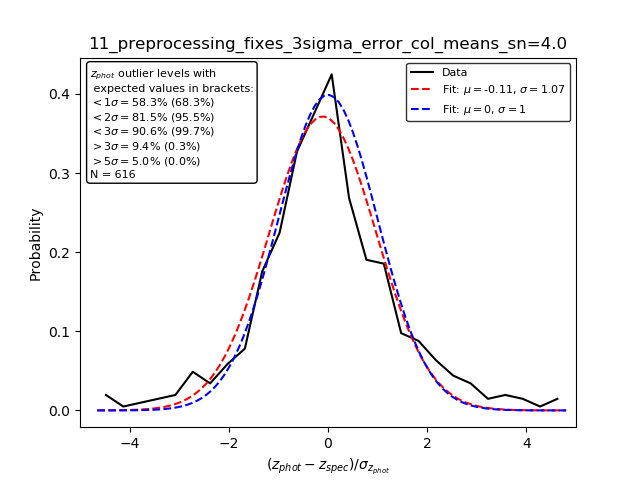 11_preprocessing_fixes_3sigma_error_col_means_sn=4.0
z_phot outlier levels with
expected values in brackets:
< 1σ = 58.3% (68.3%)
< 2σ = 81.5% (95.5%)
< 3σ = 90.6% (99.7%)
> 3σ = 9.4% (0.3%)
> 5σ = 5.0% (0.0%)
N = 616
Data
Fit: μ = -0.11, σ = 1.07
Fit: μ = 0, σ = 1
Probability
0.4
0.3
0.2
0.1
0.0
−4 −2 0 2 4
(z_phot − z_spec)/σ_z_phot